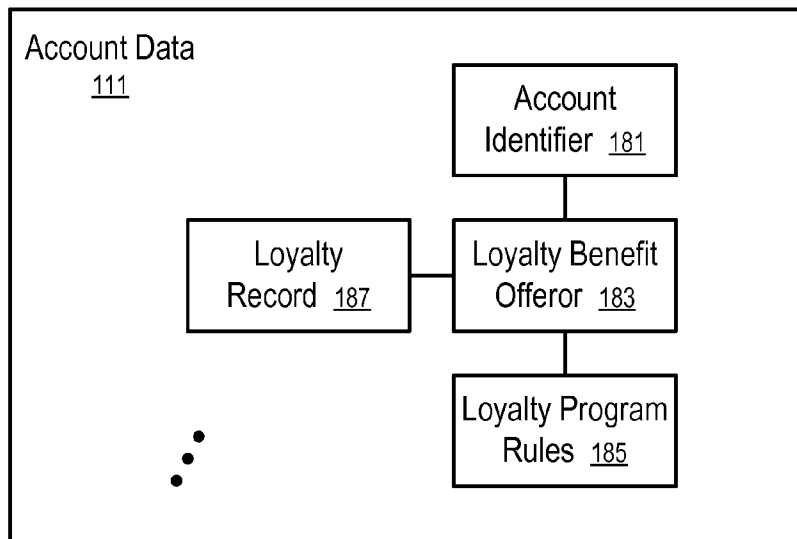 Account Data
111
Account
Identifier 181
Loyalty
Record 187
Loyalty Benefit
Offeror 183
Loyalty Program
Rules 185